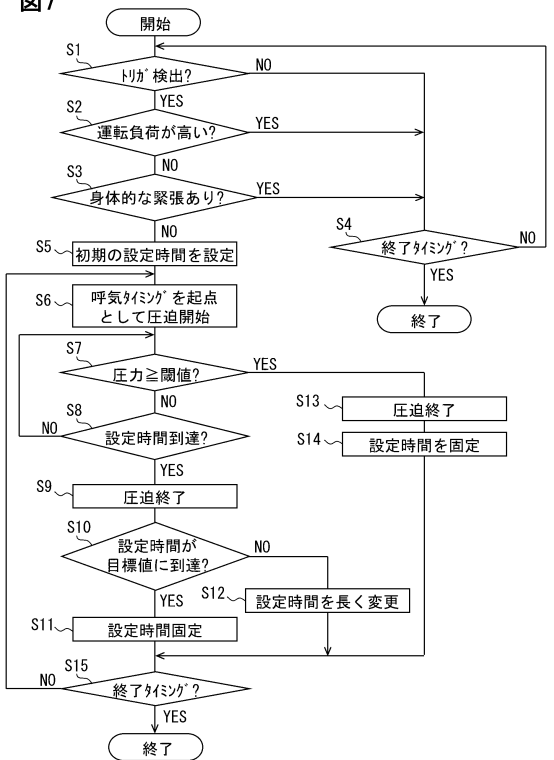 図7
開始
S1
ﾄﾘｶﾞ検出?
NO
YES
S2
運転負荷が高い?
YES
NO
S3
身体的な緊張あり?
YES
NO
S4
終了ﾀｲﾐﾝｸﾞ?
NO
YES
終了
S5
初期の設定時間を設定
S6
呼気ﾀｲﾐﾝｸﾞを起点
として圧迫開始
S7
圧力≧閾値?
YES
NO
S8
設定時間到達?
NO
YES
S13
圧迫終了
S14
設定時間を固定
S9
圧迫終了
S10
設定時間が
目標値に到達?
NO
YES
S12
設定時間を長く変更
S11
設定時間固定
S15
終了ﾀｲﾐﾝｸﾞ?
NO
YES
終了